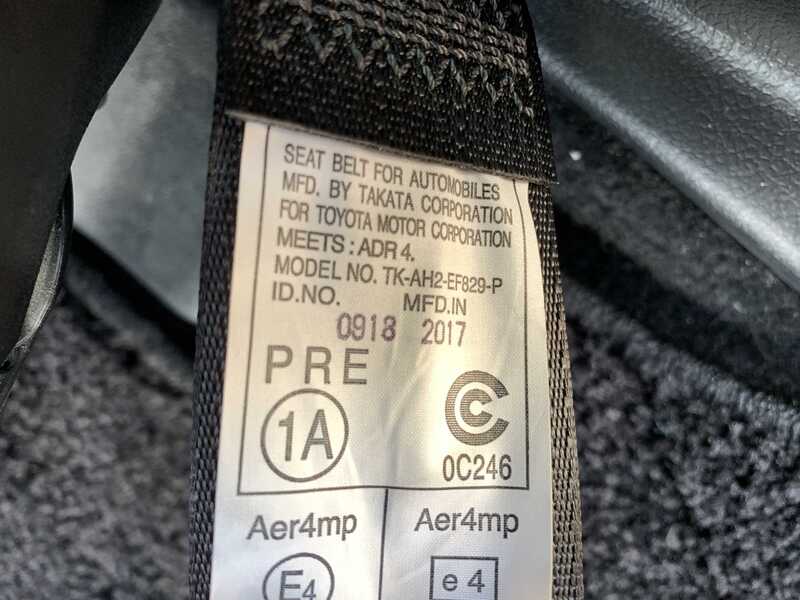 SEAT BELT FOR AUTOMOBILES
MFD. BY TAKATA CORPORATION
FOR TOYOTA MOTOR CORPORATION
MEETS : ADR 4.
MODEL NO. TK-AH2-EF829-P
ID.NO. MFD.IN
0918 2017
PRE
1A
C
0C246
Aer4mp Aer4mp
E4 e 4